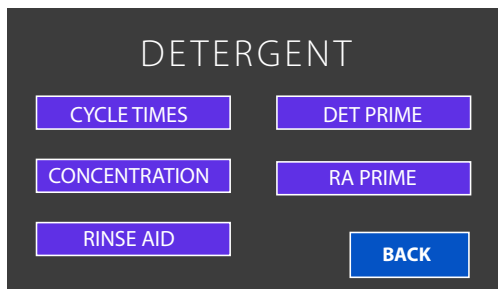 DETERGENT
CYCLE TIMES
DET PRIME
CONCENTRATION
RA PRIME
RINSE AID
BACK